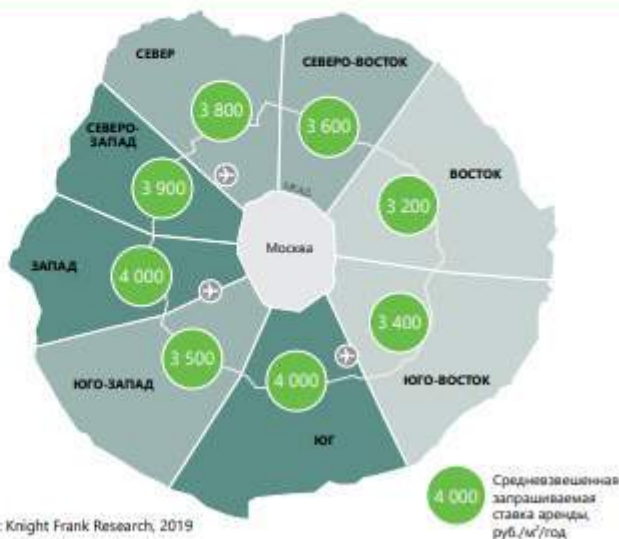 СЕВЕР
СЕВЕРО-ВОСТОК
3 800
3 600
СЕВЕРО-
ЗАПАД
3 900
ВОСТОК
3 200
МКАД
Москва
ЗАПАД
4 000
3 400
3 500
4 000
ЮГО-ЗАПАД
ЮГО-ВОСТОК
ЮГ
4 000
Средневзвешенная
запрашиваемая
ставка аренды,
руб./м²/год
: Knight Frank Research, 2019